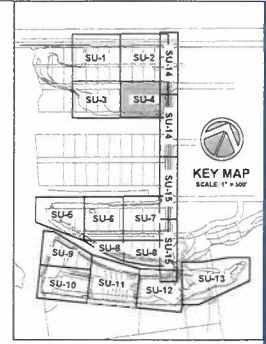 SU-1 SU-2
SU-14
SU-3 SU-4
SU-14
KEY MAP
SCALE 1" = 500'
SU-15
SU-5 SU-6 SU-7
SU-8 SU-8
SU-15
SU-9
SU-10 SU-11 SU-12 SU-13